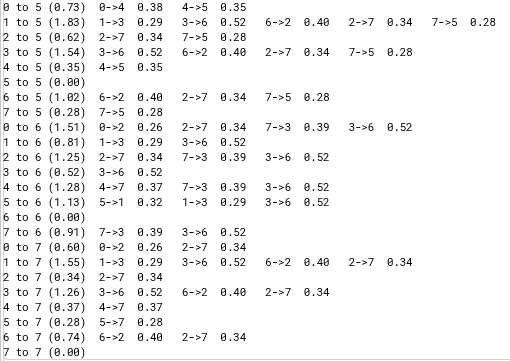 0 to 5 (0.73)  0->4  0.38   4->5  0.35
1 to 5 (1.83)  1->3  0.29   3->6  0.52   6->2  0.40   2->7  0.34   7->5  0.28
2 to 5 (0.62)  2->7  0.34   7->5  0.28
3 to 5 (1.54)  3->6  0.52   6->2  0.40   2->7  0.34   7->5  0.28
4 to 5 (0.35)  4->5  0.35
5 to 5 (0.00)
6 to 5 (1.02)  6->2  0.40   2->7  0.34   7->5  0.28
7 to 5 (0.28)  7->5  0.28
0 to 6 (1.51)  0->2  0.26   2->7  0.34   7->3  0.39   3->6  0.52
1 to 6 (0.81)  1->3  0.29   3->6  0.52
2 to 6 (1.25)  2->7  0.34   7->3  0.39   3->6  0.52
3 to 6 (0.52)  3->6  0.52
4 to 6 (1.28)  4->7  0.37   7->3  0.39   3->6  0.52
5 to 6 (1.13)  5->1  0.32   1->3  0.29   3->6  0.52
6 to 6 (0.00)
7 to 6 (0.91)  7->3  0.39   3->6  0.52
0 to 7 (0.60)  0->2  0.26   2->7  0.34
1 to 7 (1.55)  1->3  0.29   3->6  0.52   6->2  0.40   2->7  0.34
2 to 7 (0.34)  2->7  0.34
3 to 7 (1.26)  3->6  0.52   6->2  0.40   2->7  0.34
4 to 7 (0.37)  4->7  0.37
5 to 7 (0.28)  5->7  0.28
6 to 7 (0.74)  6->2  0.40   2->7  0.34
7 to 7 (0.00)